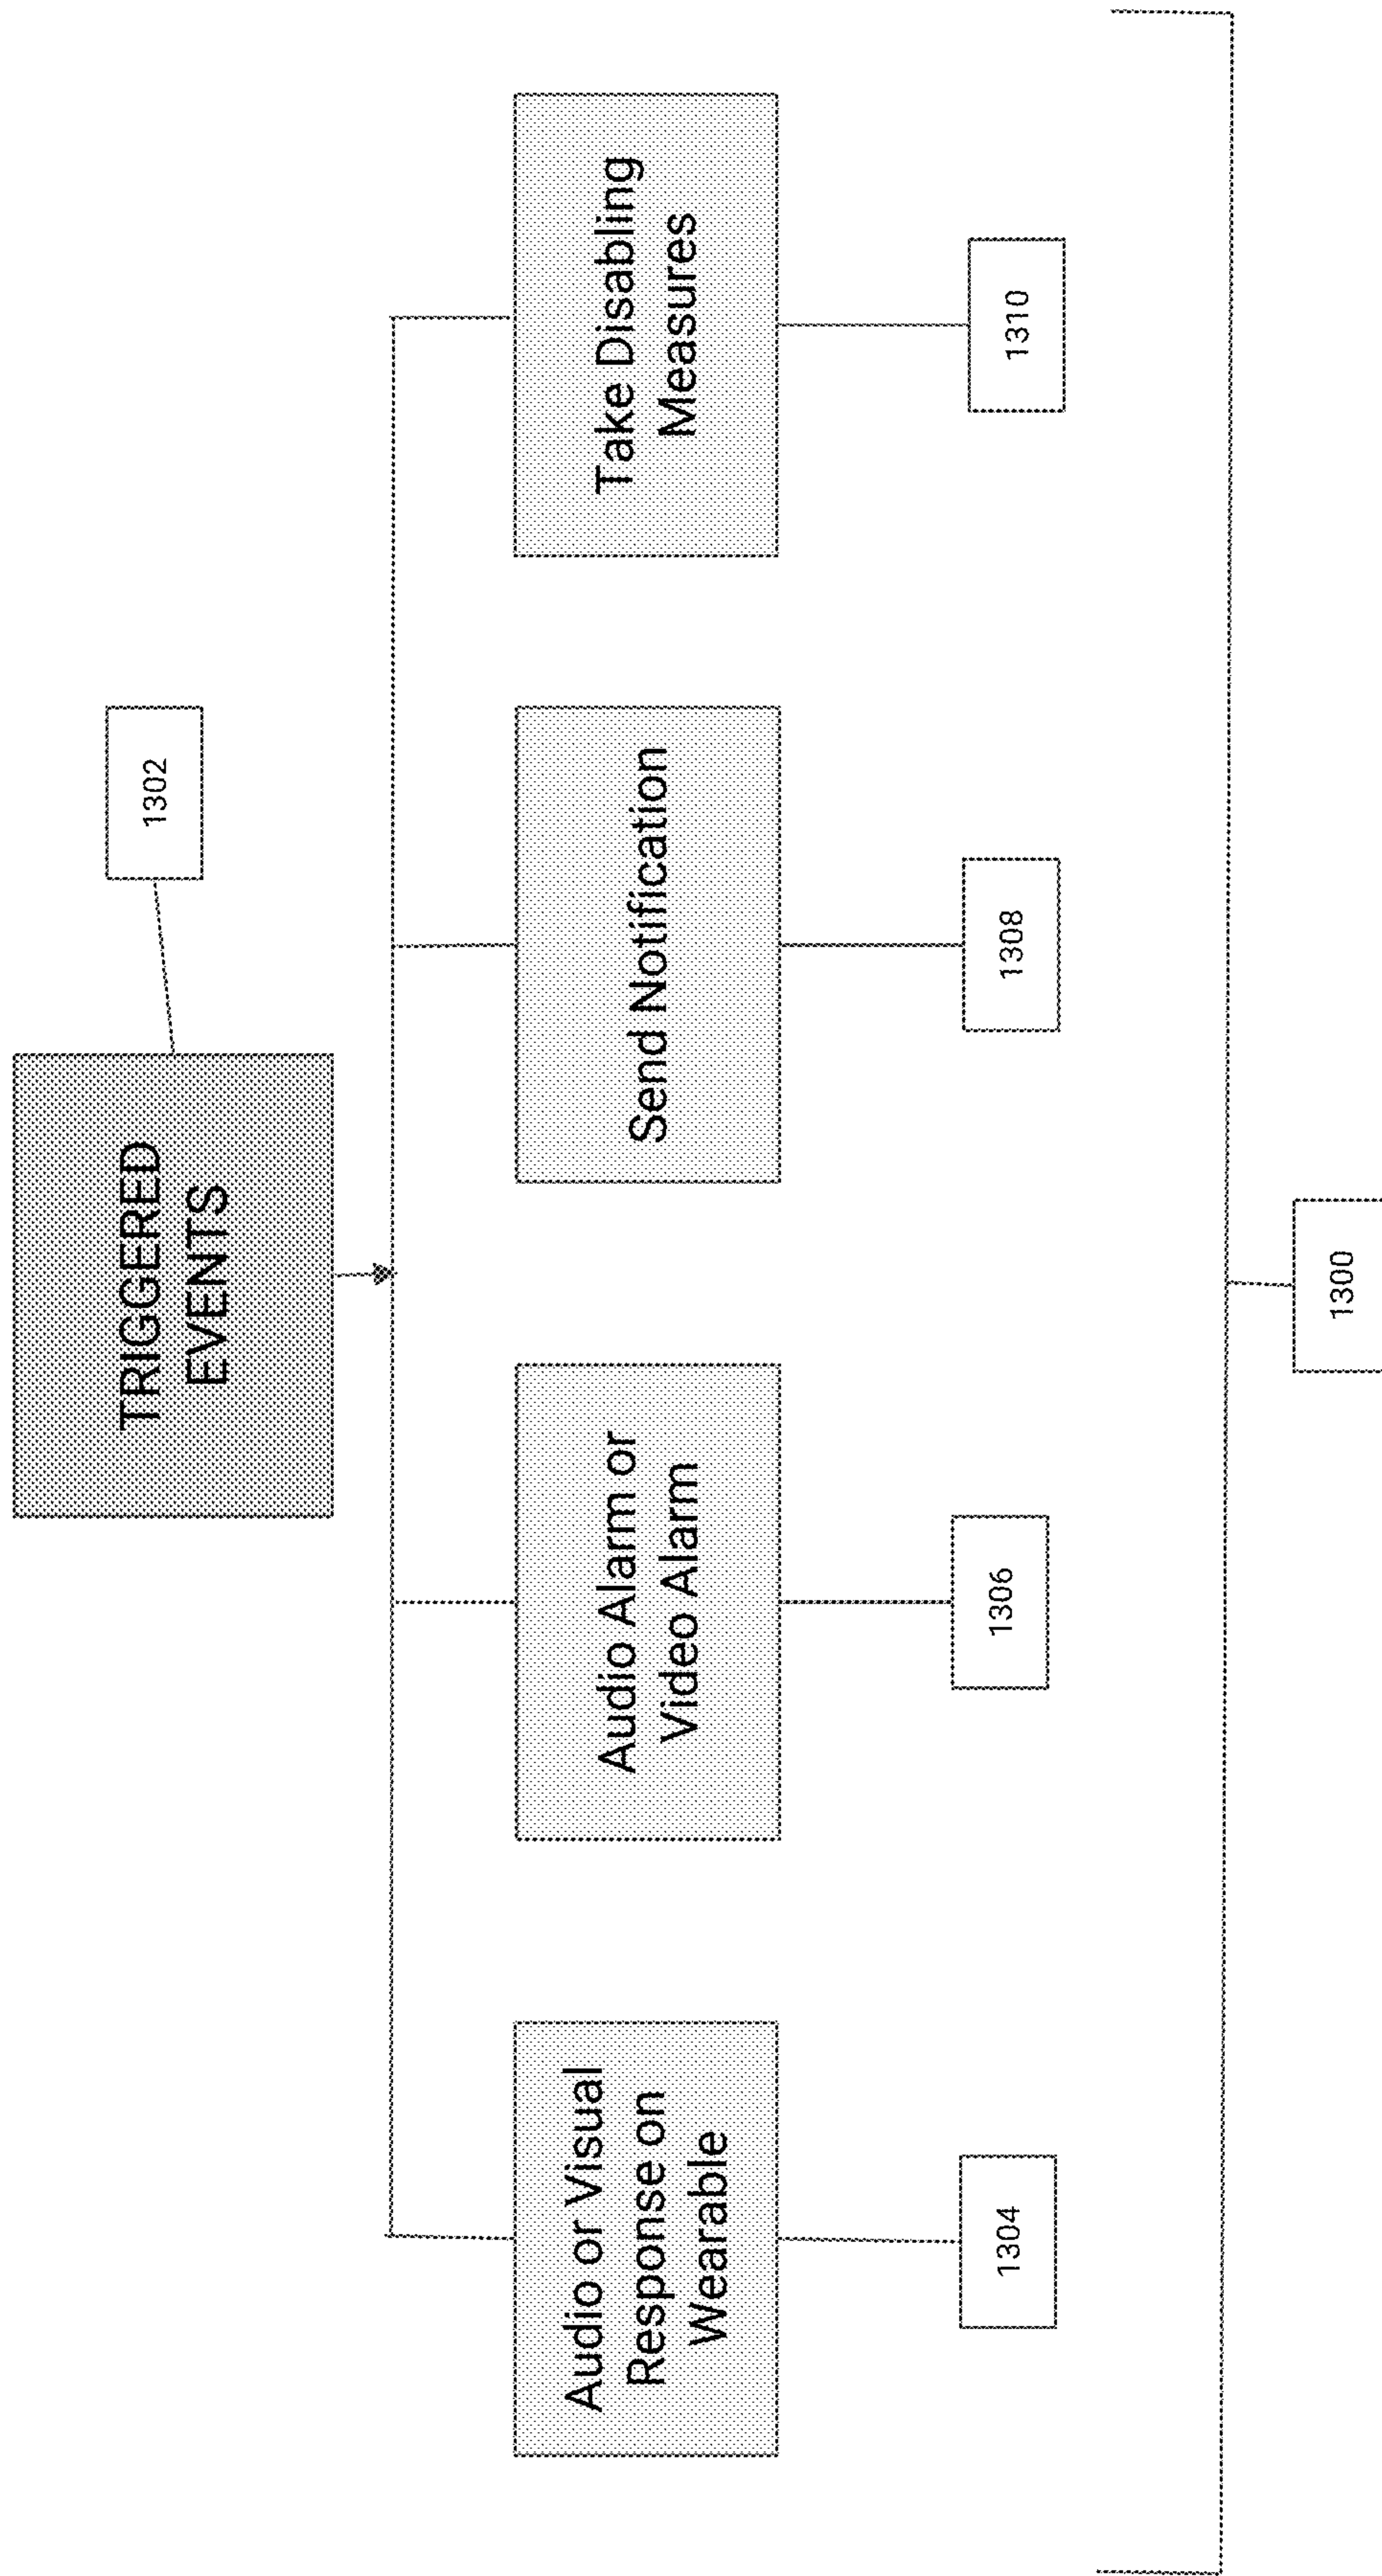 TRIGGERED
EVENTS
1302
Audio or Visual
Response on
Wearable
Audio Alarm or
Video Alarm
Send Notification
Take Disabling
Measures
1304
1306
1308
1310
1300